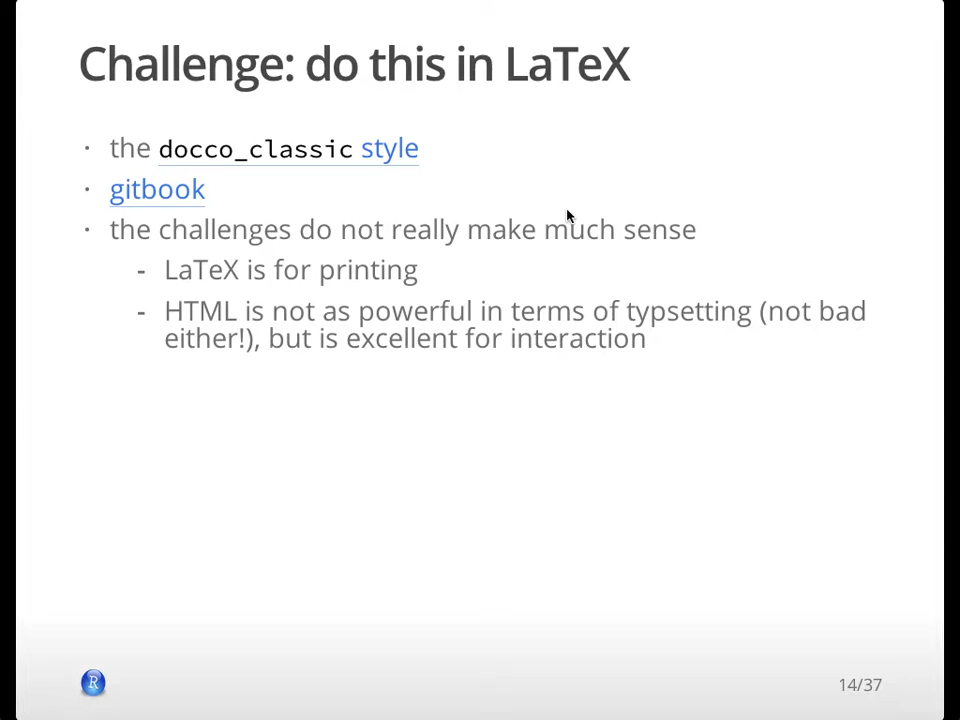 Challenge: do this in LaTeX
· the docco_classic style
· gitbook
· the challenges do not really make much sense
- LaTeX is for printing
- HTML is not as powerful in terms of typsetting (not bad
either!), but is excellent for interaction
R
14/37